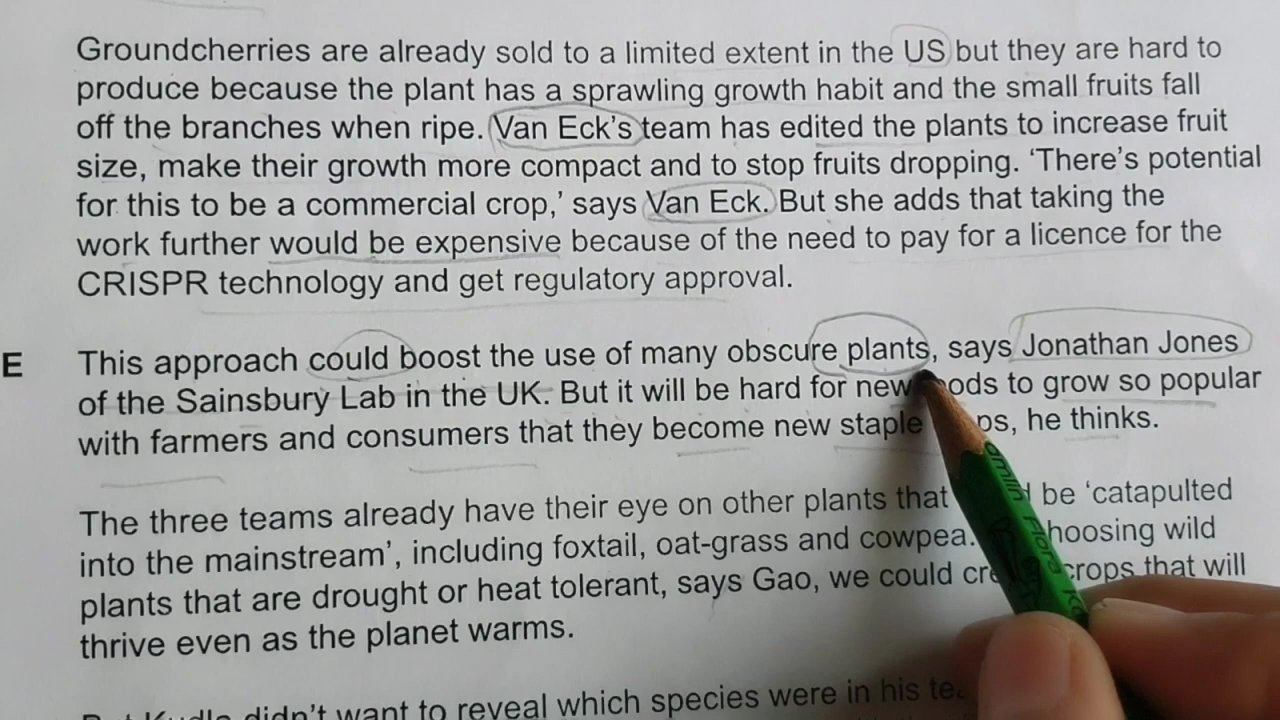 Groundcherries are already sold to a limited extent in the US but they are hard to
produce because the plant has a sprawling growth habit and the small fruits fall
off the branches when ripe. Van Eck's team has edited the plants to increase fruit
size, make their growth more compact and to stop fruits dropping. ‘There's potential
for this to be a commercial crop,’ says Van Eck. But she adds that taking the
work further would be expensive because of the need to pay for a licence for the
CRISPR technology and get regulatory approval.
E This approach could boost the use of many obscure plants, says Jonathan Jones
of the Sainsbury Lab in the UK. But it will be hard for new to grow so popular
with farmers and consumers that they become new staple he thinks.
The three teams already have their eye on other plants that be ‘catapulted
into the mainstream’, including foxtail, oat-grass and cowpea. wild
plants that are drought or heat tolerant, says Gao, we could crops that will
thrive even as the planet warms.
didn't want to reveal which species were in his